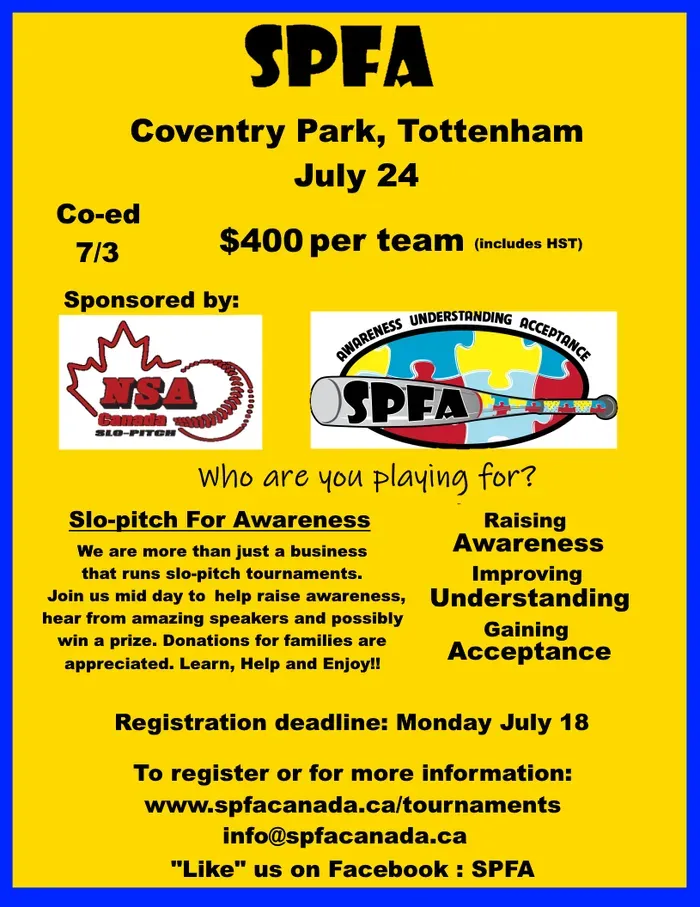 SPFA
Coventry Park, Tottenham
July 24
Co-ed
7/3
$400 per team (includes HST)
Sponsored by:
NSA
Canada
SLO-PITCH
AWARENESS UNDERSTANDING ACCEPTANCE
SPFA
Who are you playing for?
Slo-pitch For Awareness
We are more than just a business
that runs slo-pitch tournaments.
Join us mid day to help raise awareness,
hear from amazing speakers and possibly
win a prize. Donations for families are
appreciated. Learn, Help and Enjoy!!
Raising
Awareness
Improving
Understanding
Gaining
Acceptance
Registration deadline: Monday July 18
To register or for more information:
www.spfacanada.ca/tournaments
info@spfacanada.ca
"Like" us on Facebook : SPFA